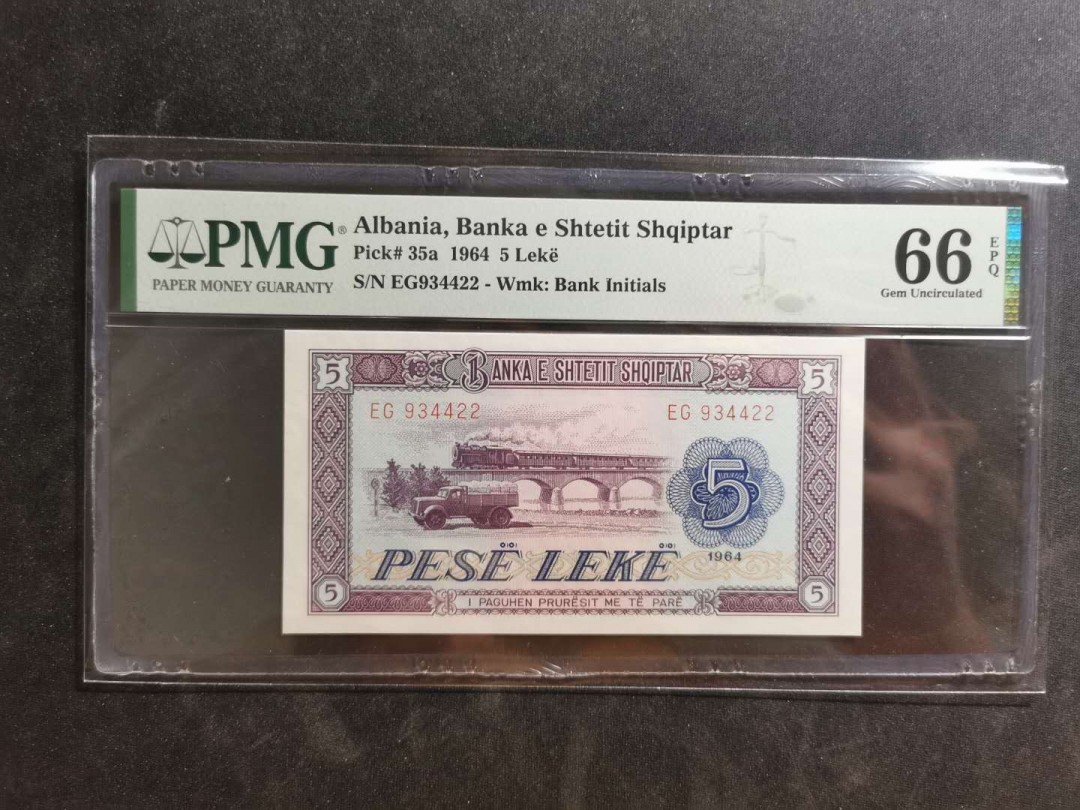 PMG®
PAPER MONEY GUARANTY
Albania, Banka e Shtetit Shqiptar
Pick# 35a 1964 5 Lekë
S/N EG934422 - Wmk: Bank Initials
66
EPQ
Gem Uncirculated
5
BANKA E SHTETIT SHQIPTAR
5
EG 934422
EG 934422
5
PESË LEKË
1964
5
I PAGUHEN PRURËSIT ME TË PARË
5